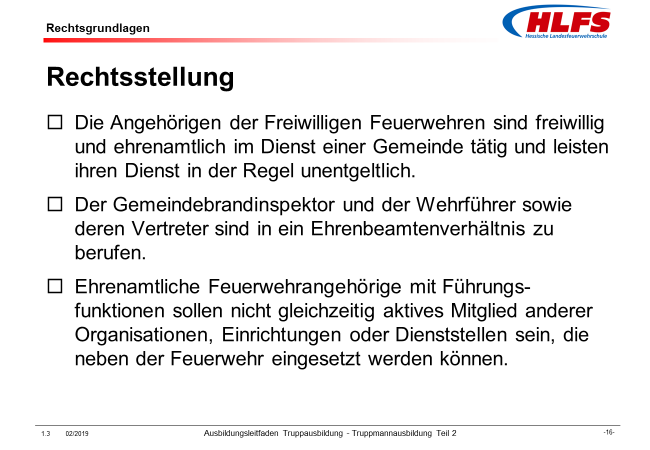 Rechtsgrundlagen
HLFS
Hessische Landesfeuerwehrschule
Rechtsstellung
Die Angehörigen der Freiwilligen Feuerwehren sind freiwillig
und ehrenamtlich im Dienst einer Gemeinde tätig und leisten
ihren Dienst in der Regel unentgeltlich.
Der Gemeindebrandinspektor und der Wehrführer sowie
deren Vertreter sind in ein Ehrenbeamtenverhältnis zu
berufen.
Ehrenamtliche Feuerwehrangehörige mit Führungs-
funktionen sollen nicht gleichzeitig aktives Mitglied anderer
Organisationen, Einrichtungen oder Dienststellen sein, die
neben der Feuerwehr eingesetzt werden können.
1.3 02/2019 Ausbildungsleitfaden Truppausbildung - Truppmannausbildung Teil 2 -16-